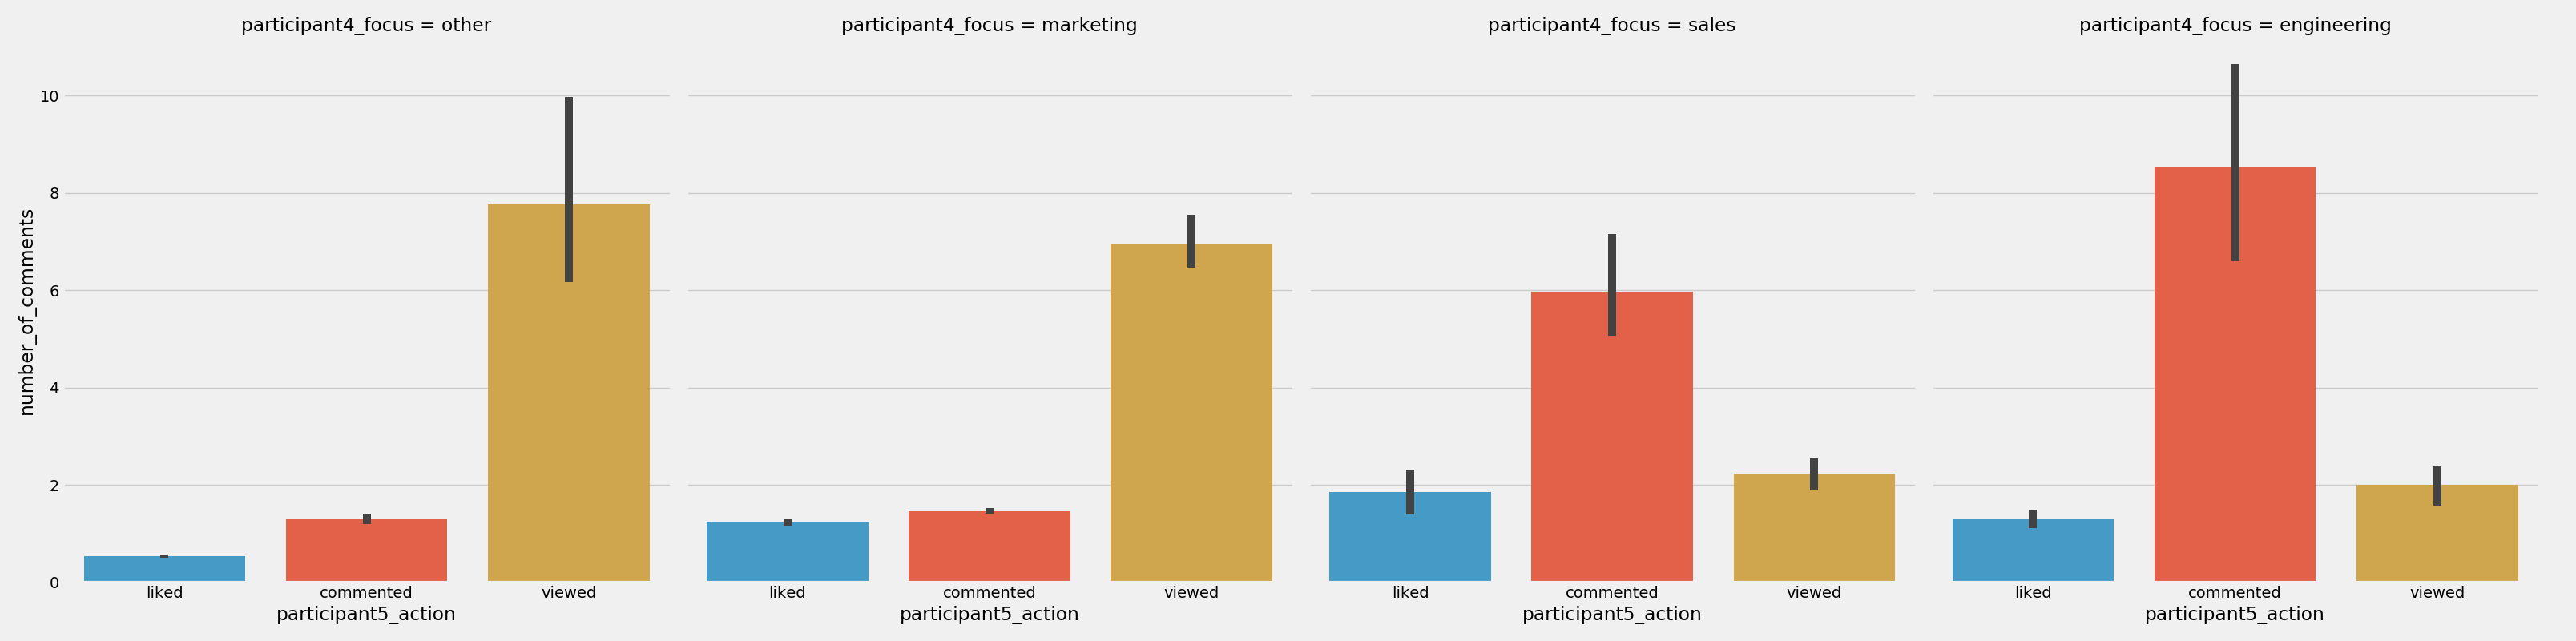 participant4_focus = other
participant4_focus = marketing
participant4_focus = sales
participant4_focus = engineering
number_of_comments
10
8
6
4
2
0
liked commented viewed
liked commented viewed
liked commented viewed
liked commented viewed
participant5_action
participant5_action
participant5_action
participant5_action